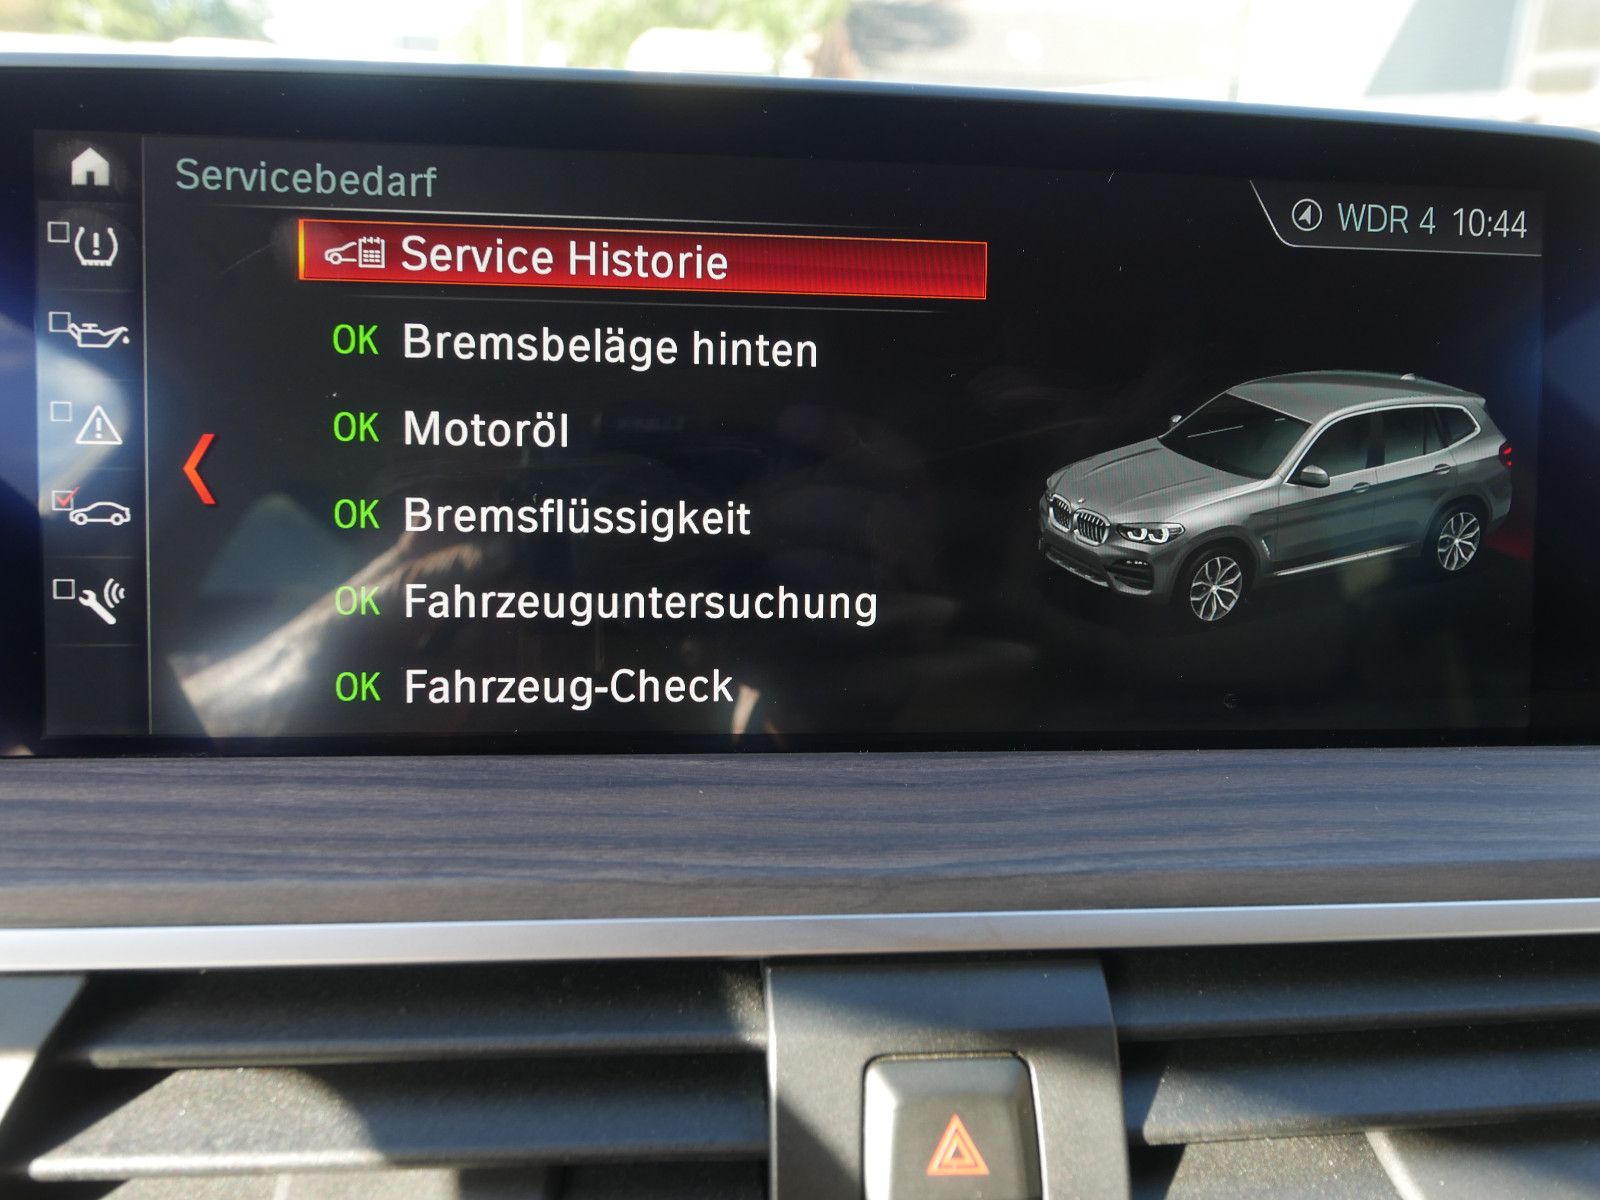 Servicebedarf
WDR 4 10:44
Service Historie
OK Bremsbeläge hinten
OK Motoröl
OK Bremsflüssigkeit
OK Fahrzeuguntersuchung
OK Fahrzeug-Check